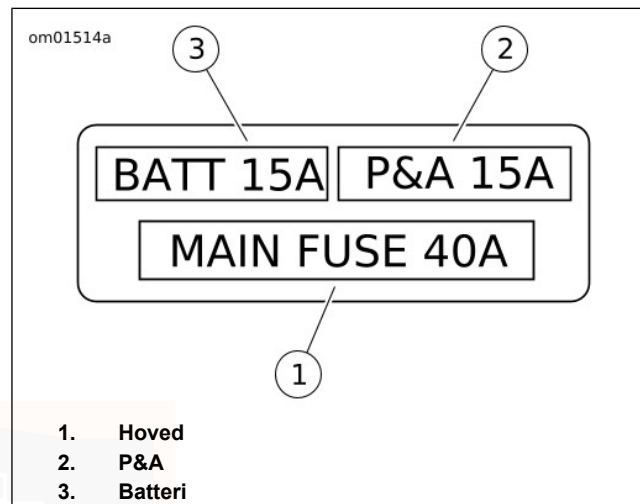 om01514a
3 2
BATT 15A P&A 15A
MAIN FUSE 40A
1
1. Hoved
2. P&A
3. Batteri